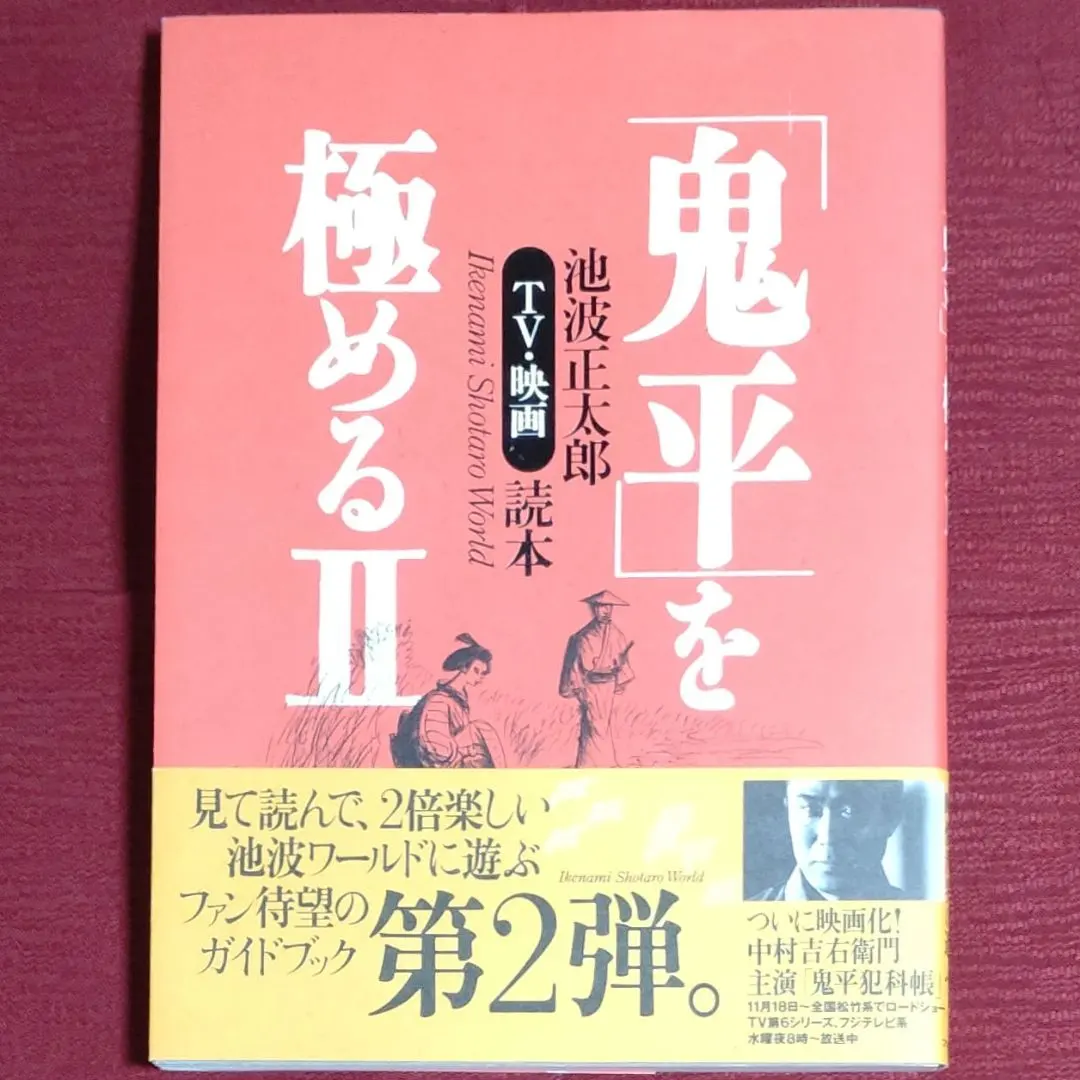 「鬼平」を
極めるⅡ
池波正太郎
TV・映画
読本
Ikenami Shotaro World
見て読んで、2倍楽しい
池波ワールドに遊ぶ
ファン待望の
ガイドブック
第2弾。
Ikenami Shotaro World
ついに映画化!
中村吉右衛門
主演「鬼平犯科帳」
11月18日〜全国松竹系でロードショー
TV第6シリーズ、フジテレビ系
水曜夜8時〜放送中